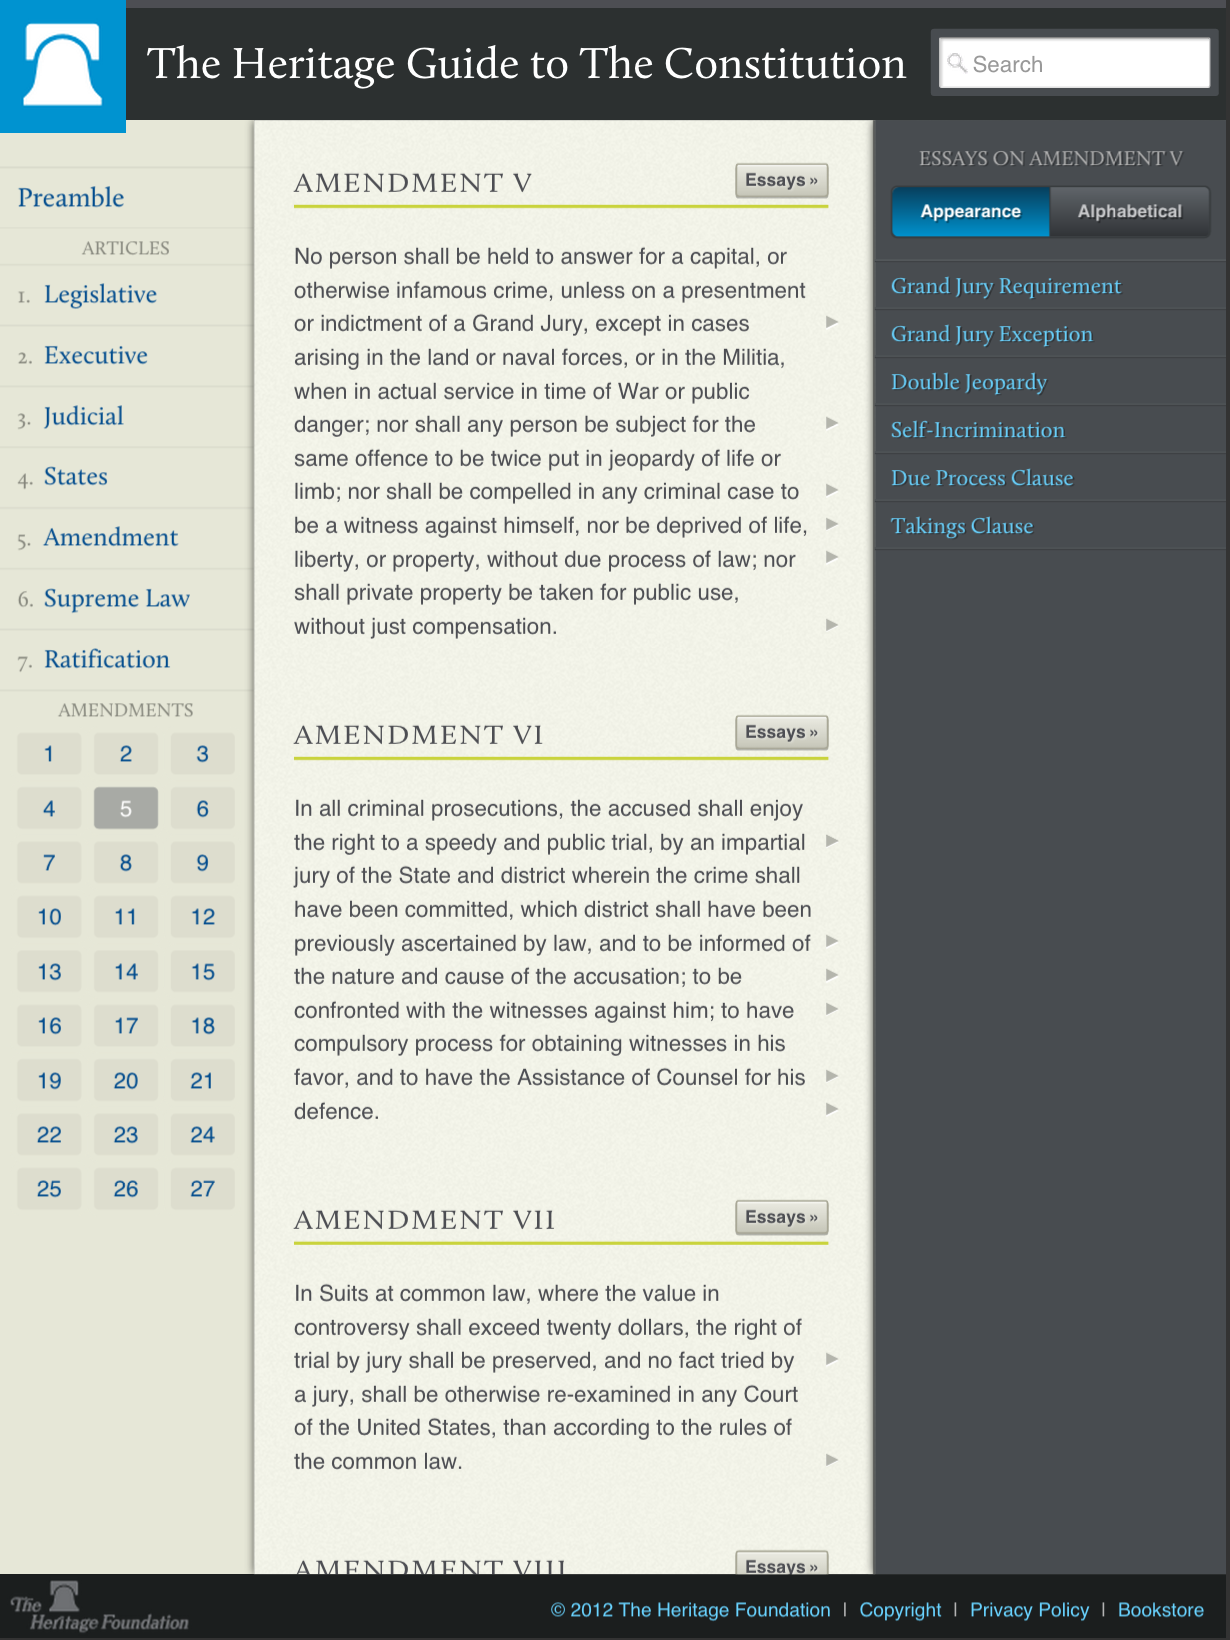 The Heritage Guide to The Constitution
Search
Preamble
ARTICLES
1. Legislative
2. Executive
3. Judicial
4. States
5. Amendment
6. Supreme Law
7. Ratification
AMENDMENTS
1 2 3
4 5 6
7 8 9
10 11 12
13 14 15
16 17 18
19 20 21
22 23 24
25 26 27
AMENDMENT V
Essays »
No person shall be held to answer for a capital, or
otherwise infamous crime, unless on a presentment
or indictment of a Grand Jury, except in cases
arising in the land or naval forces, or in the Militia,
when in actual service in time of War or public
danger; nor shall any person be subject for the
same offence to be twice put in jeopardy of life or
limb; nor shall be compelled in any criminal case to
be a witness against himself, nor be deprived of life,
liberty, or property, without due process of law; nor
shall private property be taken for public use,
without just compensation.
AMENDMENT VI
Essays »
In all criminal prosecutions, the accused shall enjoy
the right to a speedy and public trial, by an impartial
jury of the State and district wherein the crime shall
have been committed, which district shall have been
previously ascertained by law, and to be informed of
the nature and cause of the accusation; to be
confronted with the witnesses against him; to have
compulsory process for obtaining witnesses in his
favor, and to have the Assistance of Counsel for his
defence.
AMENDMENT VII
Essays »
In Suits at common law, where the value in
controversy shall exceed twenty dollars, the right of
trial by jury shall be preserved, and no fact tried by
a jury, shall be otherwise re-examined in any Court
of the United States, than according to the rules of
the common law.
AMENDMENT VIII
Essays »
ESSAYS ON AMENDMENT V
Appearance Alphabetical
Grand Jury Requirement
Grand Jury Exception
Double Jeopardy
Self-Incrimination
Due Process Clause
Takings Clause
The
Heritage Foundation
© 2012 The Heritage Foundation | Copyright | Privacy Policy | Bookstore